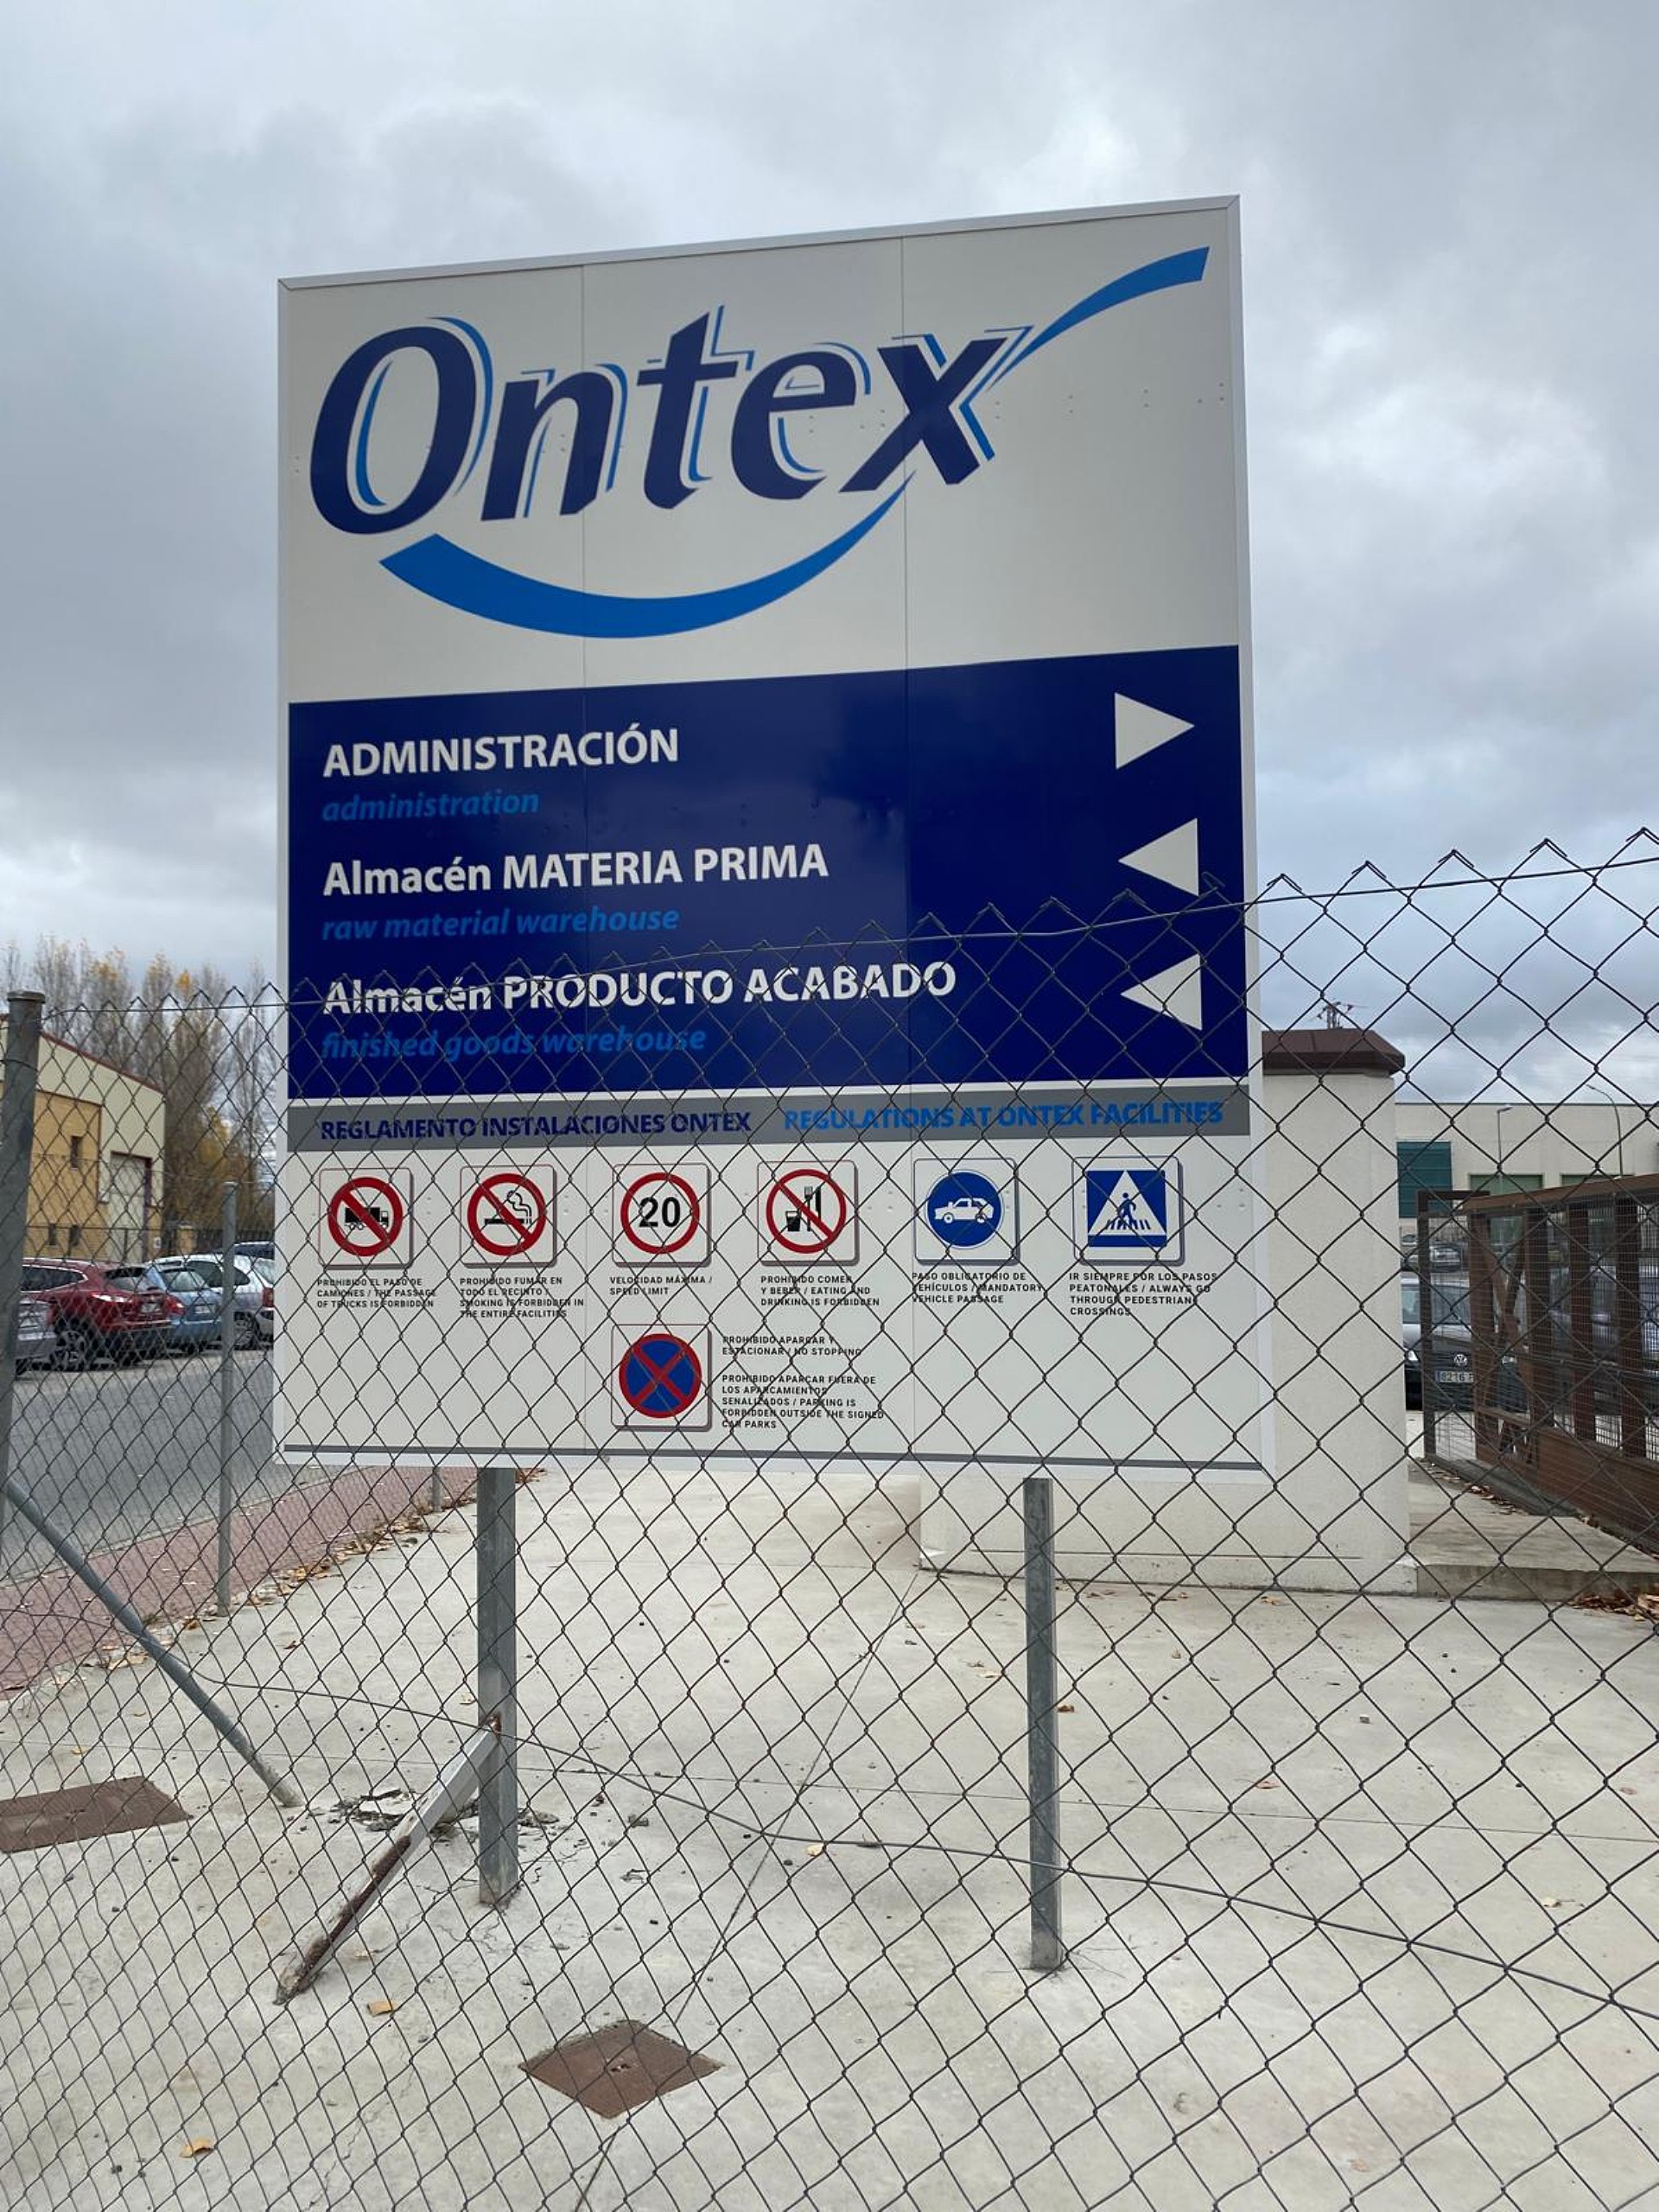 Ontex
ADMINISTRACIÓN
administration
Almacén MATERIA PRIMA
raw material warehouse
Almacén PRODUCTO ACABADO
finished goods warehouse
REGLAMENTO INSTALACIONES ONTEX REGULATIONS AT ONTEX FACILITIES
20
PROHIBIDO EL PASO DE
CAMIONES / THE PASSAGE
OF TRUCKS IS FORBIDDEN
PROHIBIDO FUMAR EN
TODO EL RECINTO /
SMOKING IS FORBIDDEN IN
THE ENTIRE FACILITIES
VELOCIDAD MÁXIMA /
SPEED LIMIT
PROHIBIDO COMER
Y BEBER / EATING AND
DRINKING IS FORBIDDEN
PASO OBLIGATORIO DE
VEHÍCULOS / MANDATORY
VEHICLE PASSAGE
IR SIEMPRE POR LOS PASOS
PEATONALES / ALWAYS GO
THROUGH PEDESTRIANS
CROSSINGS
PROHIBIDO APARCAR Y
ESTACIONAR / NO STOPPING
PROHIBIDO APARCAR FUERA DE
LOS APARCAMIENTOS
SENALIZADOS / PARKING IS
FORBIDDEN OUTSIDE THE SIGNED
CAR PARKS